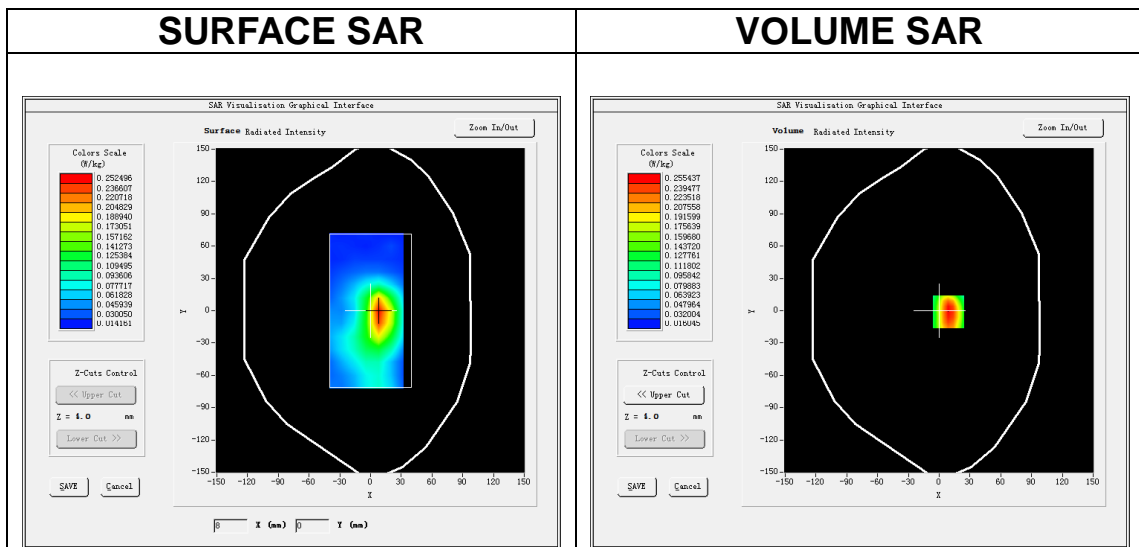 SURFACE SAR
VOLUME SAR
SAR Visualisation Graphical Interface
Surface Radiated Intensity
Zoom In/Out
Colors Scale
(W/kg)
0.252496
0.236607
0.220718
0.204829
0.188940
0.173051
0.157162
0.141273
0.125384
0.109495
0.093606
0.077717
0.061828
0.045939
0.030050
0.014161
150
120
90
60
30
0
-30
-60
-90
-120
-150
Y
-150 -120 -90 -60 -30 0 30 60 90 120 150
X
Z-Cuts Control
<< Upper Cut
Z = 4.0 mm
Lower Cut >>
SAVE Cancel
8 X (mm) 0 Y (mm)
SAR Visualisation Graphical Interface
Volume Radiated Intensity
Zoom In/Out
Colors Scale
(W/kg)
0.255437
0.239477
0.223518
0.207558
0.191599
0.175639
0.159680
0.143720
0.127761
0.111802
0.095842
0.079883
0.063923
0.047964
0.032004
0.016045
150
120
90
60
30
0
-30
-60
-90
-120
-150
Y
-150 -120 -90 -60 -30 0 30 60 90 120 150
X
Z-Cuts Control
<< Upper Cut
Z = 4.0 mm
Lower Cut >>
SAVE Cancel